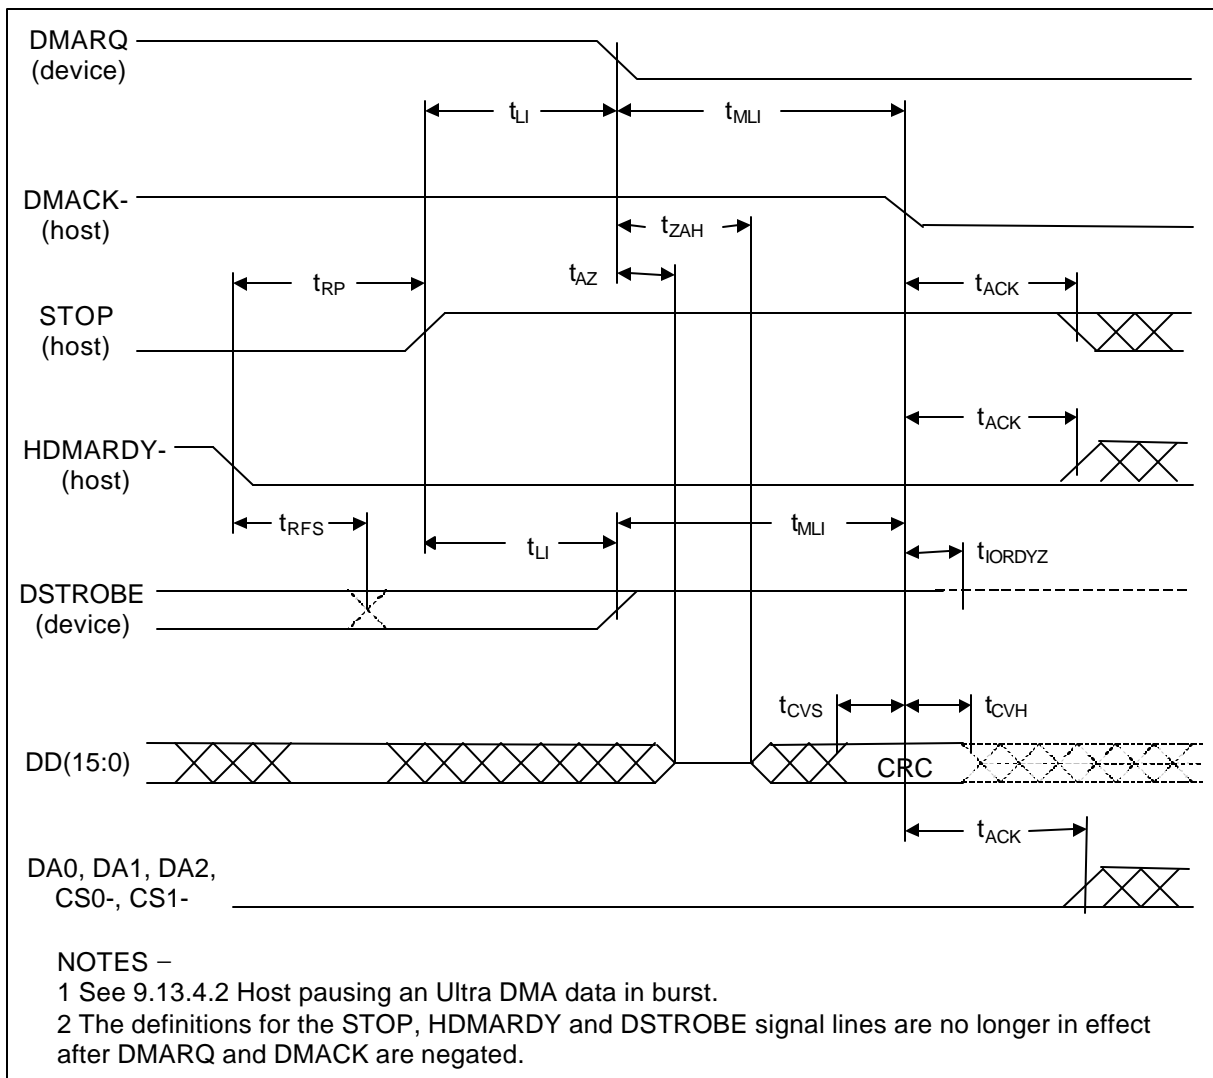 DMARQ
(device)
tLI
tMLI
DMACK-
(host)
tZAH
tAZ
tRP
tACK
STOP
(host)
tACK
HDMARDY-
(host)
tRFS
tMLI
tLI
tIORDYZ
DSTROBE
(device)
tCVS
tCVH
DD(15:0)
CRC
tACK
DA0, DA1, DA2,
CS0-, CS1-
NOTES –
1 See 9.13.4.2 Host pausing an Ultra DMA data in burst.
2 The definitions for the STOP, HDMARDY and DSTROBE signal lines are no longer in effect
after DMARQ and DMACK are negated.